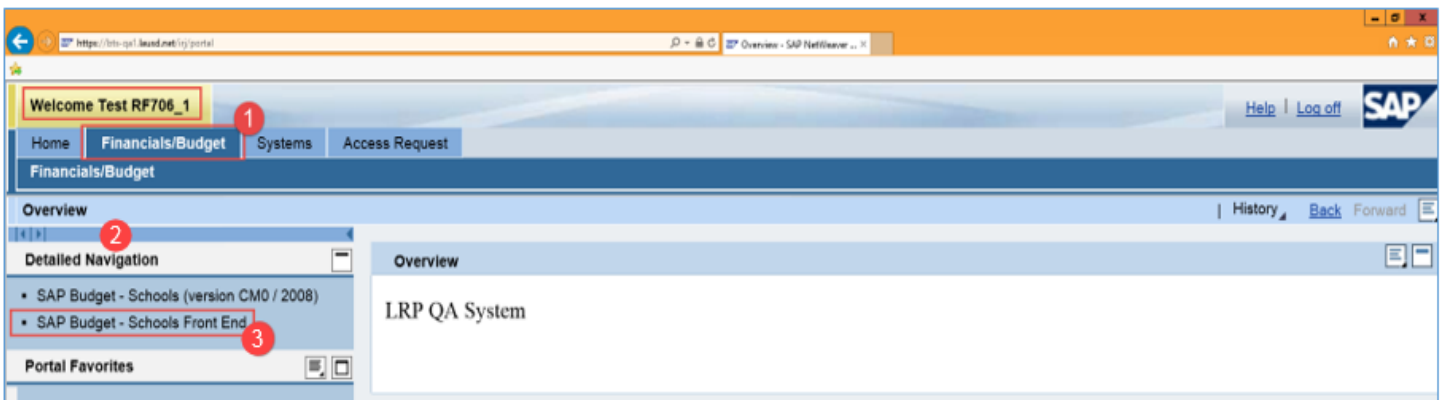 https://lrts-qa1.lausd.net/irj/portal
Overview - SAP NetWeaver ...
Welcome Test RF706_1
1
Help | Log off
SAP
Home Financials/Budget Systems Access Request
Financials/Budget
Overview
History Back Forward
2
Detailed Navigation
Overview
SAP Budget - Schools (version CM0 / 2008)
SAP Budget - Schools Front End
3
LRP QA System
Portal Favorites